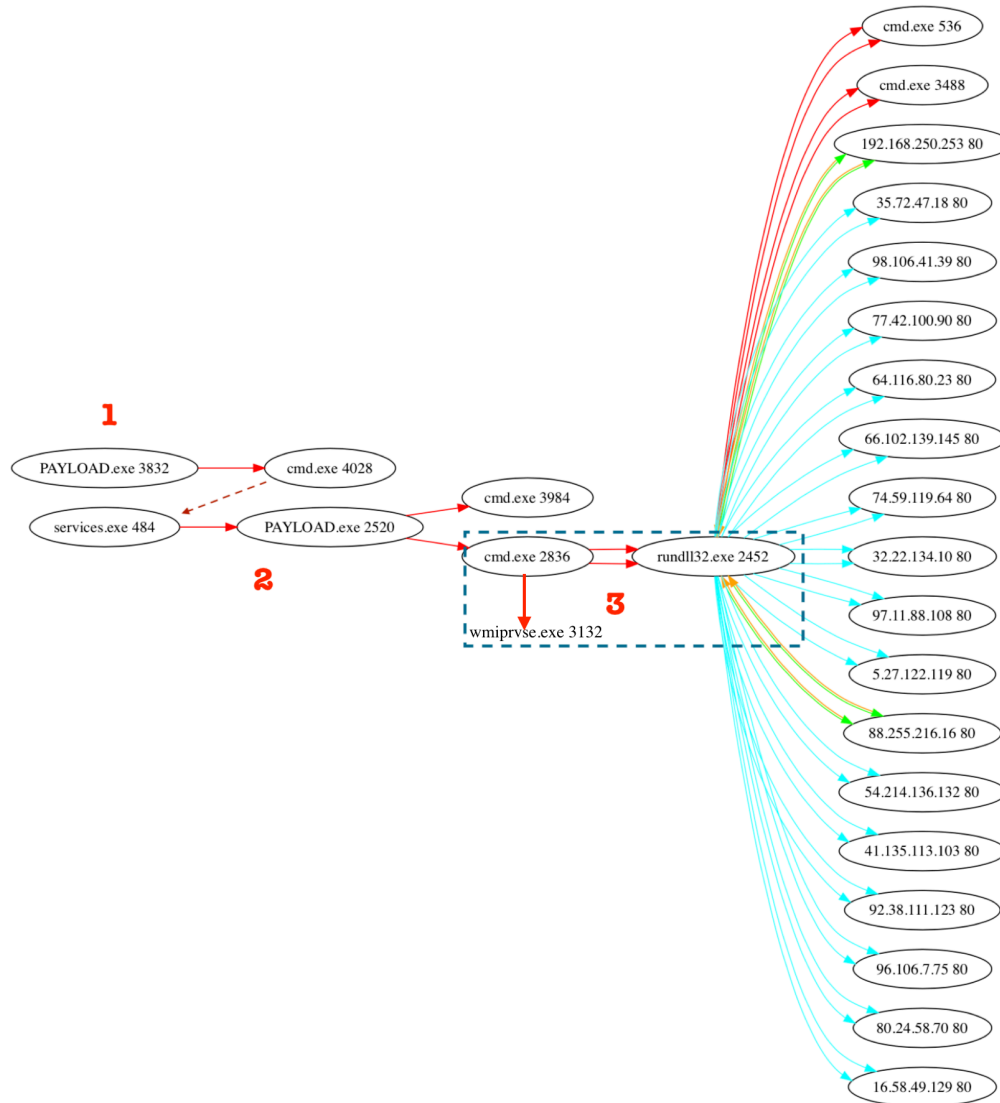 cmd.exe 536
cmd.exe 3488
192.168.250.253 80
35.72.47.18 80
98.106.41.39 80
77.42.100.90 80
64.116.80.23 80
1
66.102.139.145 80
PAYLOAD.exe 3832
cmd.exe 4028
cmd.exe 3984
74.59.119.64 80
services.exe 484
PAYLOAD.exe 2520
cmd.exe 2836
rundll32.exe 2452
32.22.134.10 80
2
3
97.11.88.108 80
wmiprvse.exe 3132
5.27.122.119 80
88.255.216.16 80
54.214.136.132 80
41.135.113.103 80
92.38.111.123 80
96.106.7.75 80
80.24.58.70 80
16.58.49.129 80